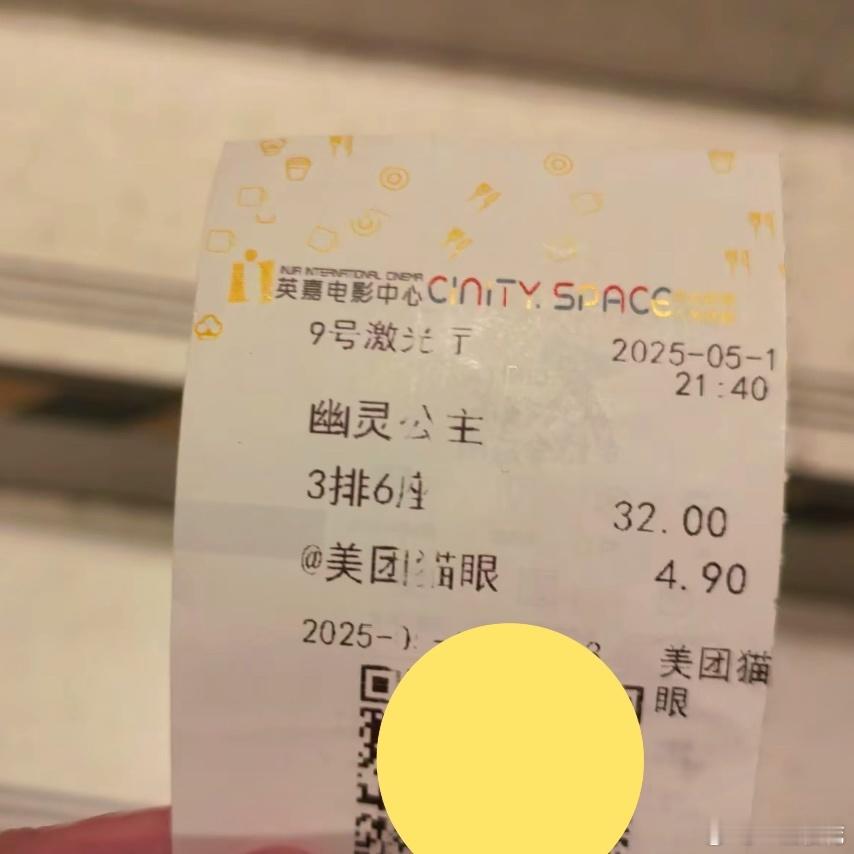 INJA INTERNATIONAL CINEMA
英嘉电影中心 CINITY. SPACE
9号激光厅
2025-05-1
21:40
幽灵公主
3排6座
32.00
@美团猫眼
4.90
2025-
美团猫
眼